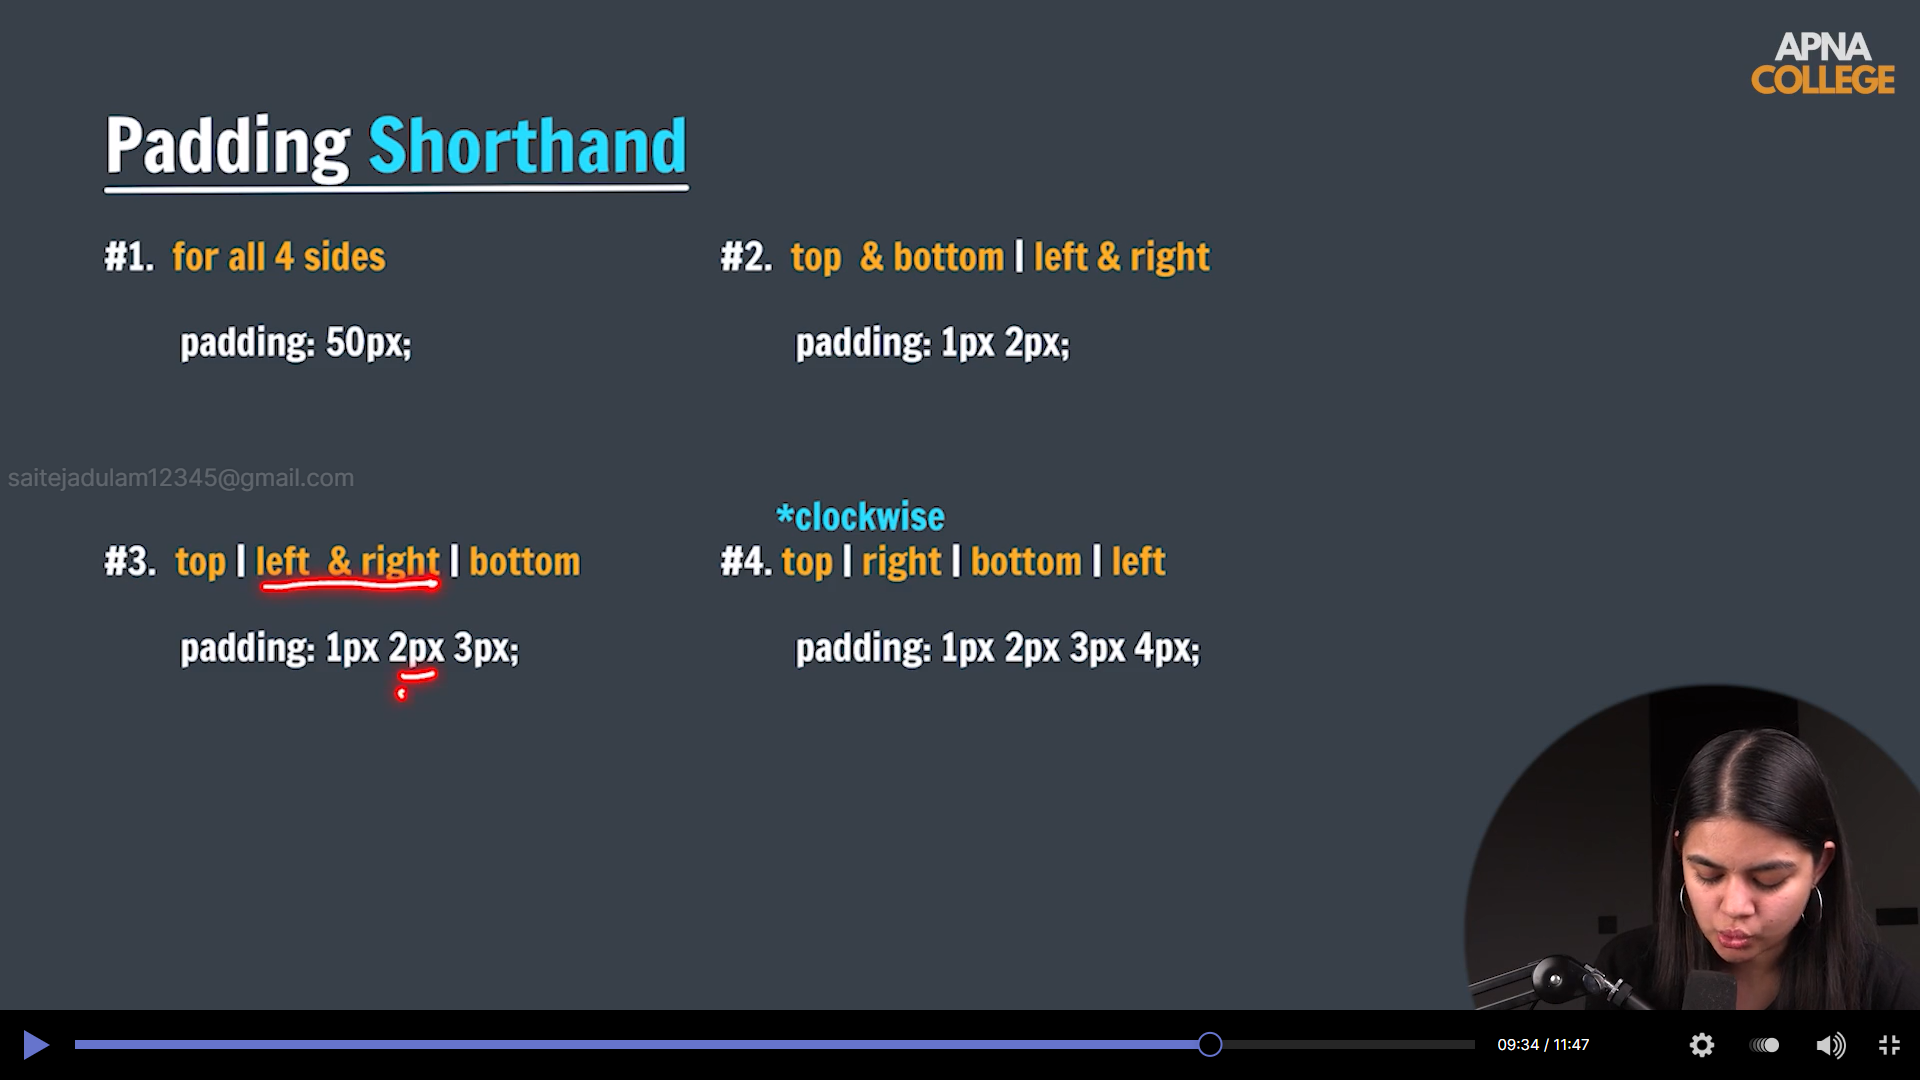 APNA
COLLEGE
Padding Shorthand
#1. for all 4 sides
padding: 50px;
#2. top & bottom | left & right
padding: 1px 2px;
saitejadulam12345@gmail.com
#3. top | left & right | bottom
padding: 1px 2px 3px;
*clockwise
#4. top | right | bottom | left
padding: 1px 2px 3px 4px;
09:34 / 11:47